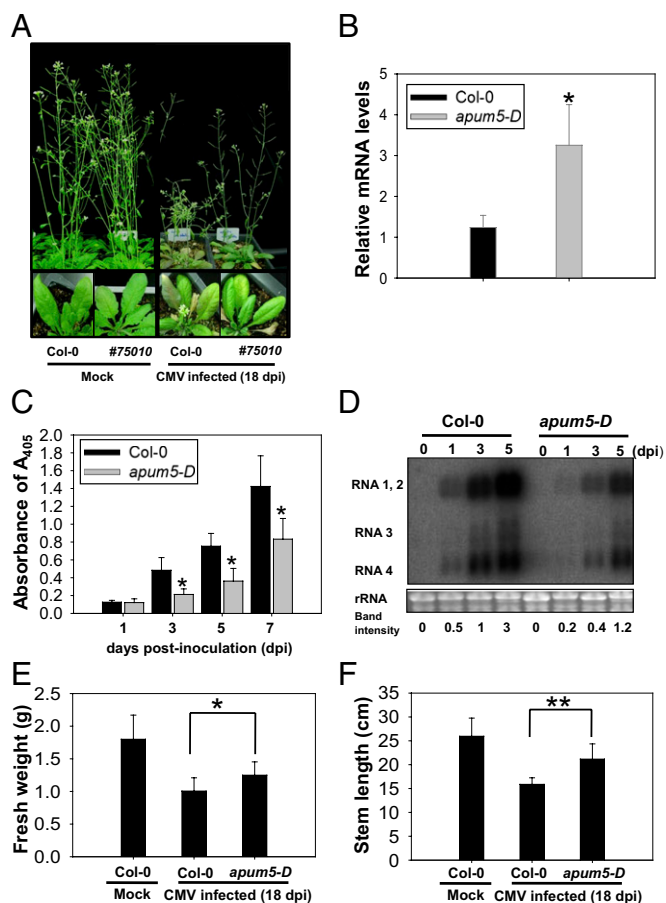 A
Col-0 #75010 Col-0 #75010
Mock CMV infected (18 dpi)
B
Relative mRNA levels
5
4
3
2
1
0
Col-0
apum5-D
*
C
Absorbance of A405
2.0
1.8
1.6
1.4
1.2
1.0
0.8
0.6
0.4
0.2
0.0
Col-0
apum5-D
* * *
1 3 5 7
days post-inoculation (dpi)
D
Col-0 apum5-D
0 1 3 5 0 1 3 5 (dpi)
RNA 1, 2
RNA 3
RNA 4
rRNA
Band
intensity
0 0.5 1 3 0 0.2 0.4 1.2
E
Fresh weight (g)
2.5
2.0
1.5
1.0
0.5
0.0
*
Col-0 Col-0 apum5-D
Mock CMV infected (18 dpi)
F
Stem length (cm)
35
30
25
20
15
10
5
0
**
Col-0 Col-0 apum5-D
Mock CMV infected (18 dpi)